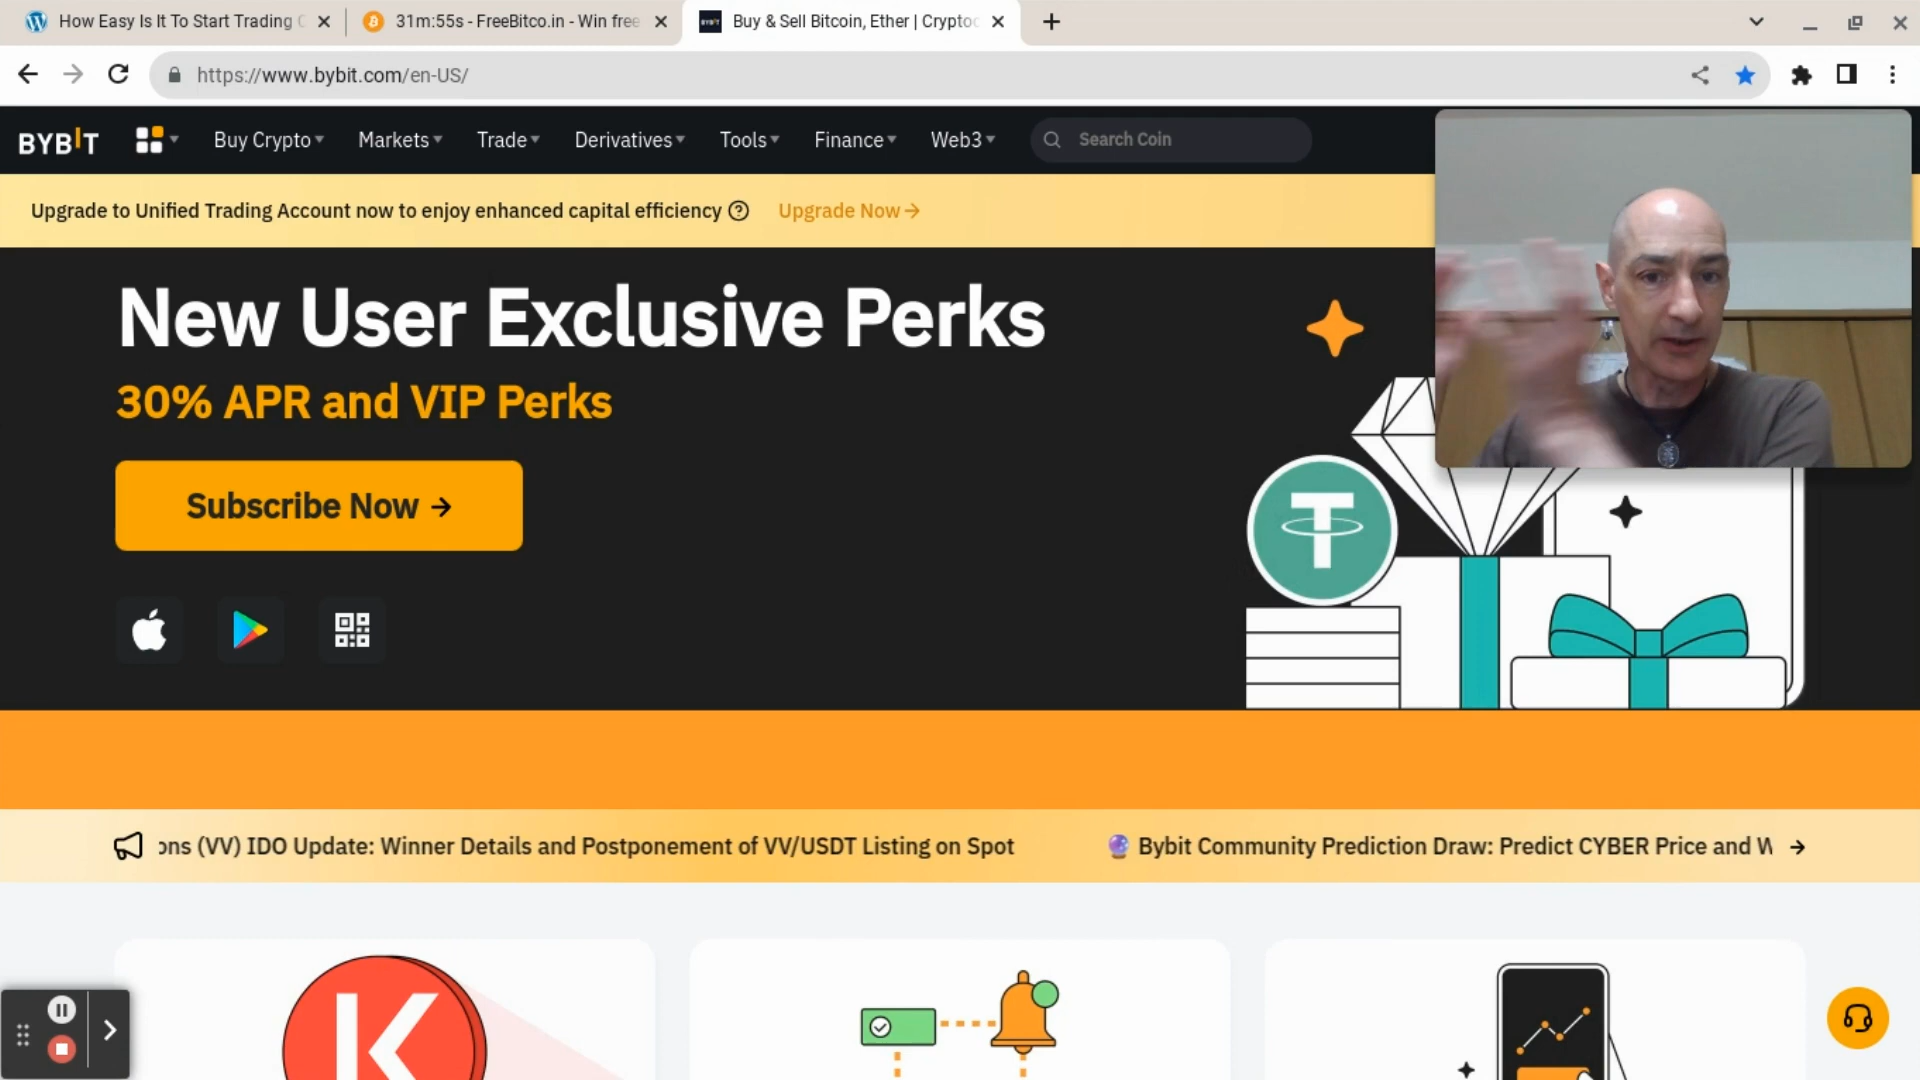 How Easy Is It To Start Trading
31m:55s - FreeBitco.in - Win free
BYBIT
Buy & Sell Bitcoin, Ether | Cryptoc
https://www.bybit.com/en-US/
BYBIT
Buy Crypto
Markets
Trade
Derivatives
Tools
Finance
Web3
Search Coin
Upgrade to Unified Trading Account now to enjoy enhanced capital efficiency ? Upgrade Now →
New User Exclusive Perks
30% APR and VIP Perks
Subscribe Now →
ons (VV) IDO Update: Winner Details and Postponement of VV/USDT Listing on Spot
Bybit Community Prediction Draw: Predict CYBER Price and W →